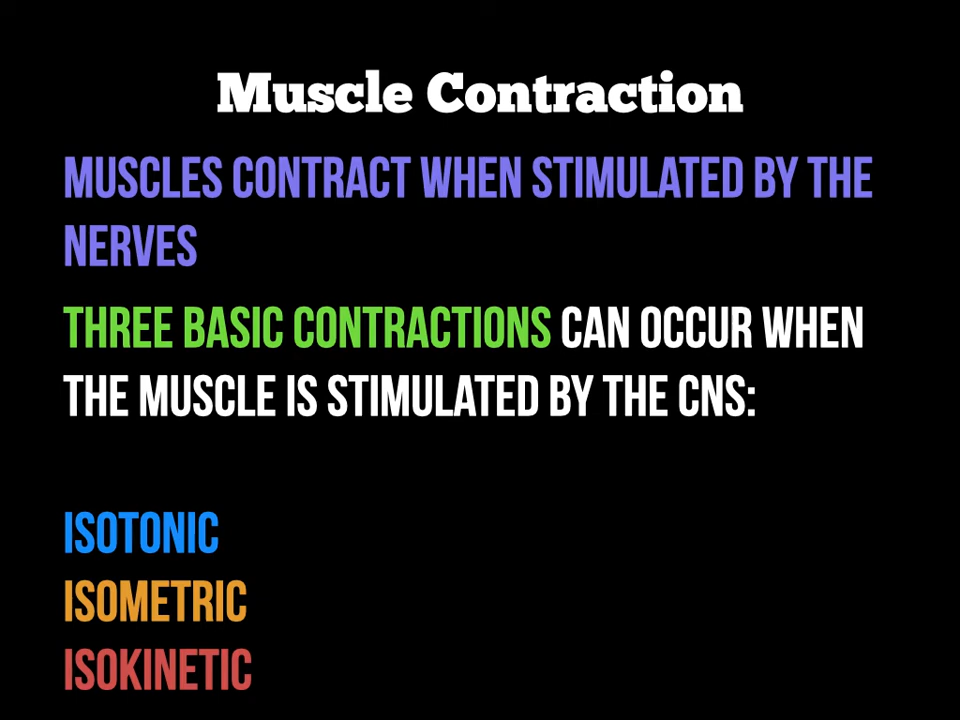 Muscle Contraction
MUSCLES CONTRACT WHEN STIMULATED BY THE
NERVES
THREE BASIC CONTRACTIONS CAN OCCUR WHEN
THE MUSCLE IS STIMULATED BY THE CNS:
ISOTONIC
ISOMETRIC
ISOKINETIC